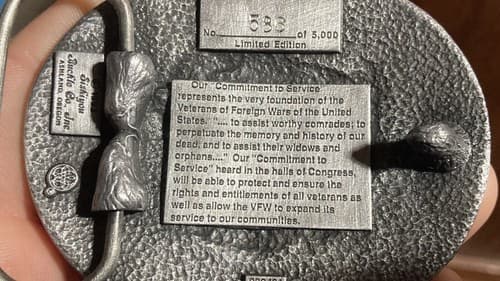 583
No. of 5,000
Limited Edition
Siskiyou
Buckle Co., Inc.
ASHLAND, OREGON
Our "Commitment to Service"
represents the very foundation of the
Veterans of Foreign Wars of the United
States. ".... to assist worthy comrades; to
perpetuate the memory and history of our
dead, and to assist their widows and
orphans...." Our "Commitment to
Service" heard in the halls of Congress,
will be able to protect and ensure the
rights and entitlements of all veterans as
well as allow the VFW to expand its
service to our communities.